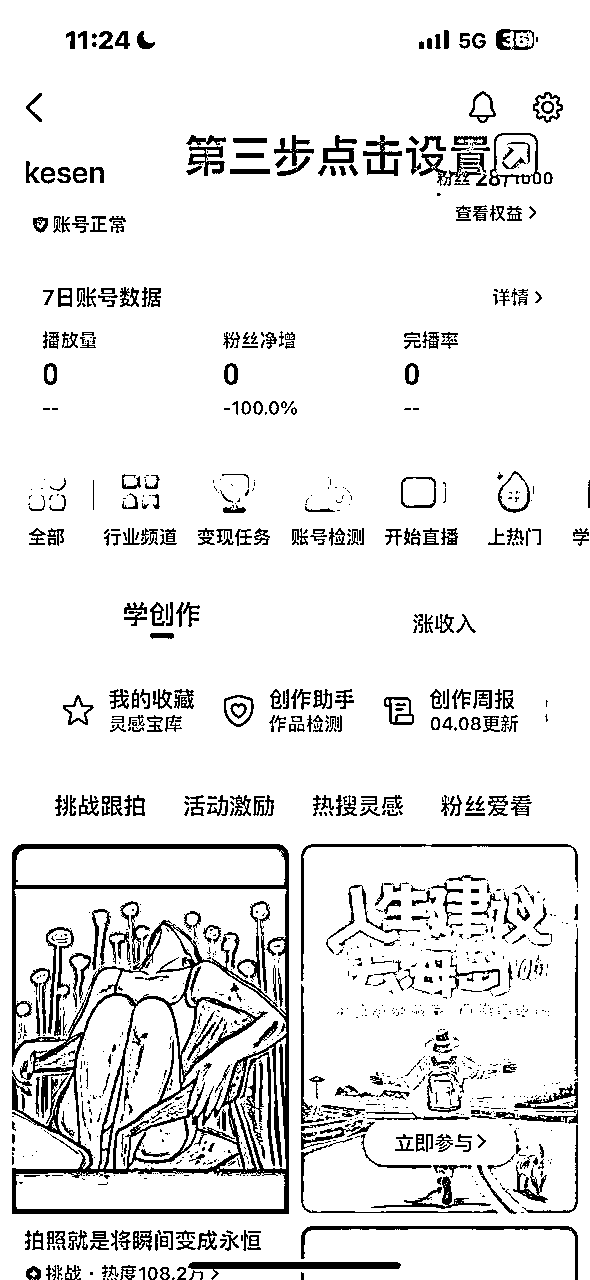 11:24
5G 36
第三步点击设置
kesen
粉丝 28/1000
账号正常
查看权益
7日账号数据
详情
播放量 粉丝净增 完播率
0 0 0
-- -100.0% --
全部 行业频道 变现任务 账号检测 开始直播 上热门 学
学创作 涨收入
我的收藏 创作助手 创作周报
灵感宝库 作品检测 04.08更新
挑战跟拍 活动激励 热搜灵感 粉丝爱看
人生建议
去海岛
立即参与
拍照就是将瞬间变成永恒
挑战 · 热度108.2万